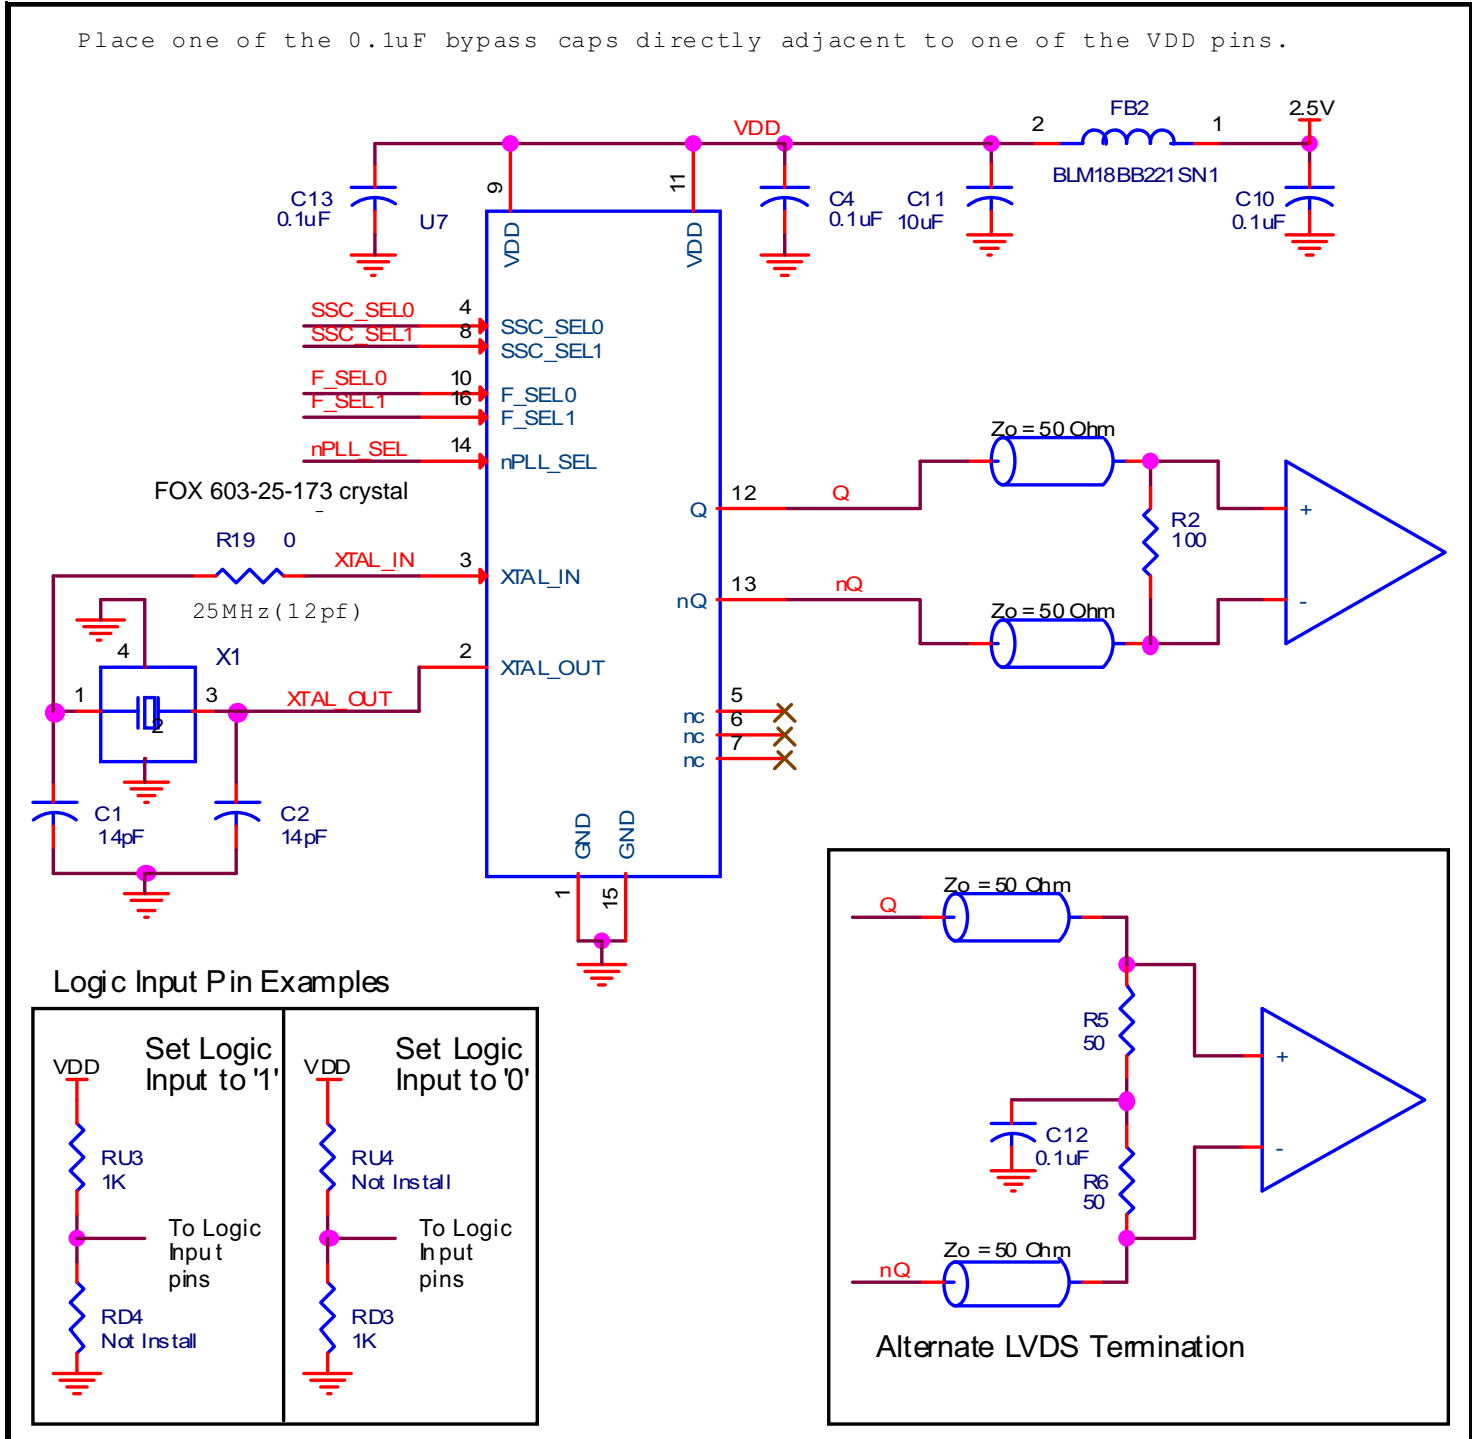 Place one of the 0.1uF bypass caps directly adjacent to one of the VDD pins.
FB2
2.5V
VDD
2
1
BLM18BB221SN1
9
11
C13
0.1uF
U7
C4
0.1uF
C11
10uF
C10
0.1uF
VDD
VDD
SSC_SEL0
4
SSC_SEL0
SSC_SEL1
8
SSC_SEL1
F_SEL0
10
F_SEL0
F_SEL1
16
F_SEL1
nPLL_SEL
14
nPLL_SEL
Zo = 50 Ohm
FOX 603-25-173 crystal
Q
12
Q
+
R2
100
R19 0
XTAL_IN
3
XTAL_IN
25MHz(12pf)
nQ
13
nQ
-
Zo = 50 Ohm
4
X1
2
XTAL_OUT
1
3
XTAL_OUT
2
nc
5
nc
6
nc
7
C1
14pF
C2
14pF
GND
GND
1
15
Logic Input Pin Examples
VDD
Set Logic
Input to '1'
RU3
1K
To Logic
Input
pins
RD4
Not Install
VDD
Set Logic
Input to '0'
RU4
Not Install
To Logic
Input
pins
RD3
1K
Zo = 50 Ohm
Q
R5
50
+
C12
0.1uF
-
R6
50
Zo = 50 Ohm
nQ
Alternate LVDS Termination